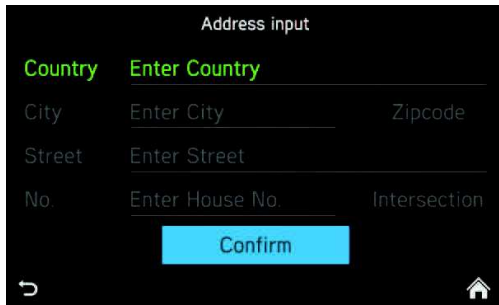 Address input
Country Enter Country
City Enter City Zipcode
Street Enter Street
No. Enter House No. Intersection
Confirm